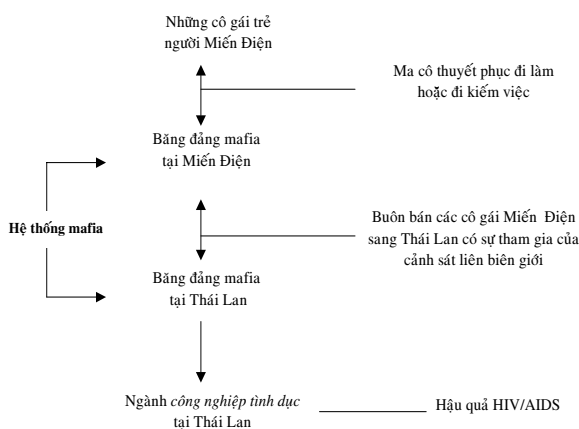 Những cô gái trẻ
người Miến Điện
Ma cô thuyết phục đi làm
hoặc đi kiếm việc
Băng đảng mafia
tại Miến Điện
Hệ thống mafia
Buôn bán các cô gái Miến Điện
sang Thái Lan có sự tham gia của
cảnh sát liên biên giới
Băng đảng mafia
tại Thái Lan
Ngành công nghiệp tình dục
tại Thái Lan
Hậu quả HIV/AIDS